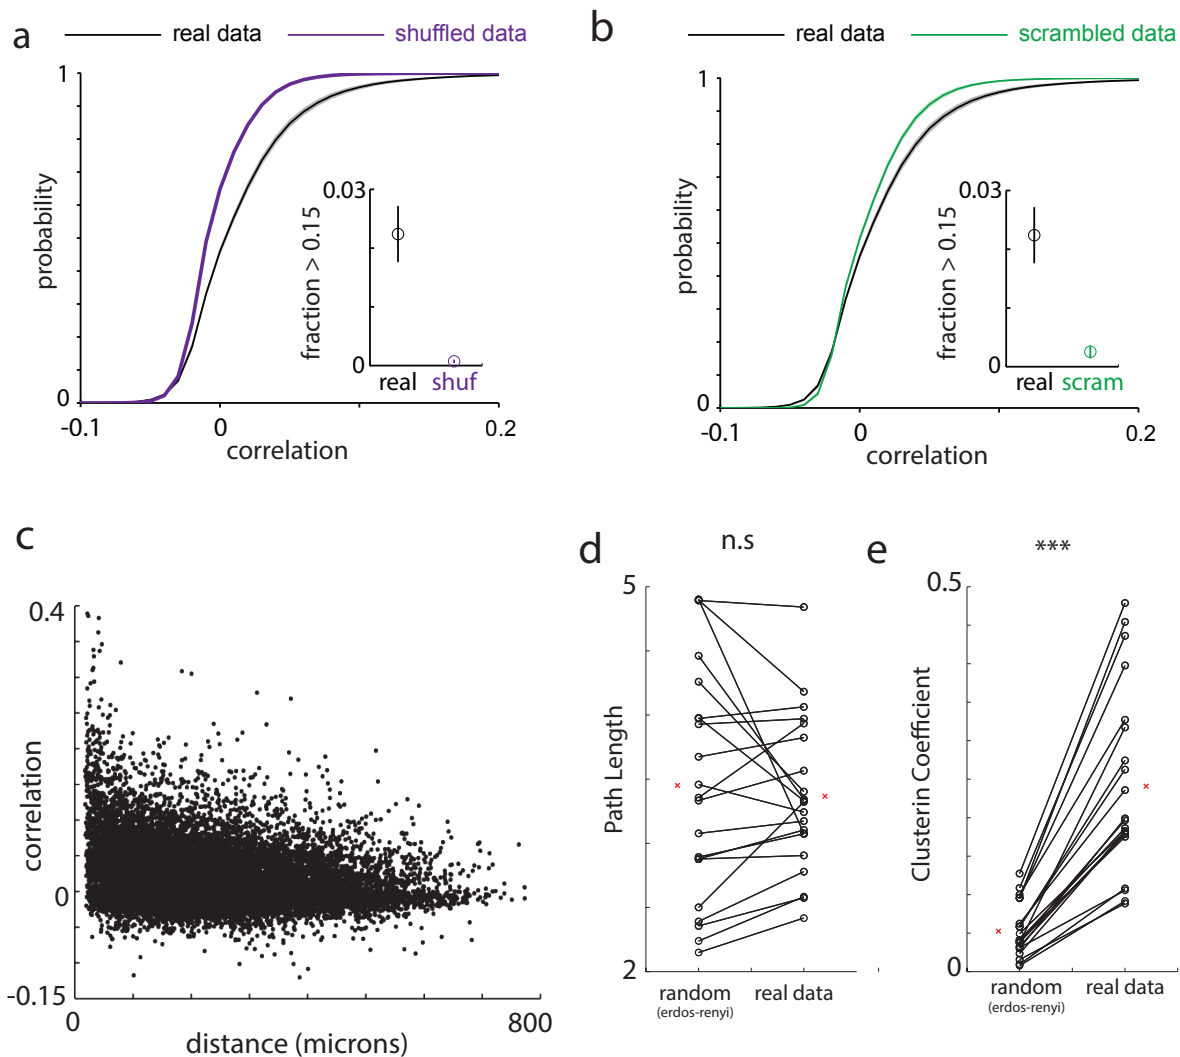 a
real data
shuffled data
1
probability
0
-0.1
0
0.2
correlation
0.03
fraction > 0.15
0
real
shuf
b
real data
scrambled data
1
probability
0
-0.1
0
0.2
correlation
0.03
fraction > 0.15
0
real
scram
c
0.4
correlation
0
-0.15
0
800
distance (microns)
d
n.s
5
Path Length
2
random
(erdos-renyi)
real data
e
***
0.5
Clusterin Coefficient
0
random
(erdos-renyi)
real data